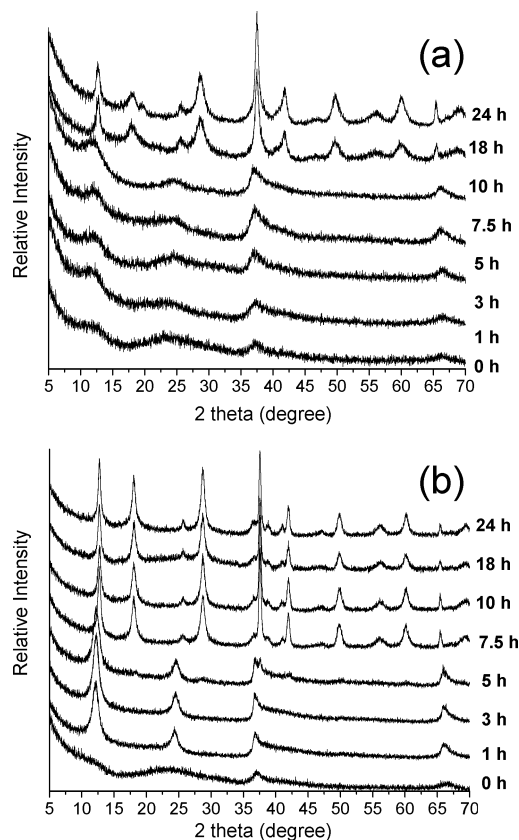 (a)
Relative Intensity
24 h
18 h
10 h
7.5 h
5 h
3 h
1 h
0 h
5 10 15 20 25 30 35 40 45 50 55 60 65 70
2 theta (degree)
(b)
Relative Intensity
24 h
18 h
10 h
7.5 h
5 h
3 h
1 h
0 h
5 10 15 20 25 30 35 40 45 50 55 60 65 70
2 theta (degree)